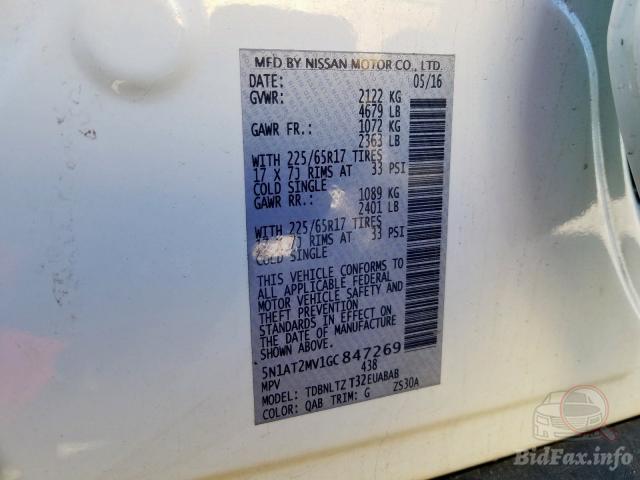 MFD BY NISSAN MOTOR CO., LTD.
DATE: 05/16
GVWR: 2122 KG
4679 LB
GAWR FR.: 1072 KG
2363 LB
WITH 225/65R17 TIRES
17 X 7J RIMS AT 33 PSI
COLD SINGLE
GAWR RR.: 1089 KG
2401 LB
WITH 225/65R17 TIRES
17 X 7J RIMS AT 33 PSI
COLD SINGLE
THIS VEHICLE CONFORMS TO
ALL APPLICABLE FEDERAL
MOTOR VEHICLE SAFETY AND
THEFT PREVENTION
STANDARDS IN EFFECT ON
THE DATE OF MANUFACTURE
SHOWN ABOVE.
5N1AT2MV1GC847269
MPV 438
MODEL: TDBNLTZ T32EUABAB
COLOR: QAB TRIM: G ZS30A
BidFax.info